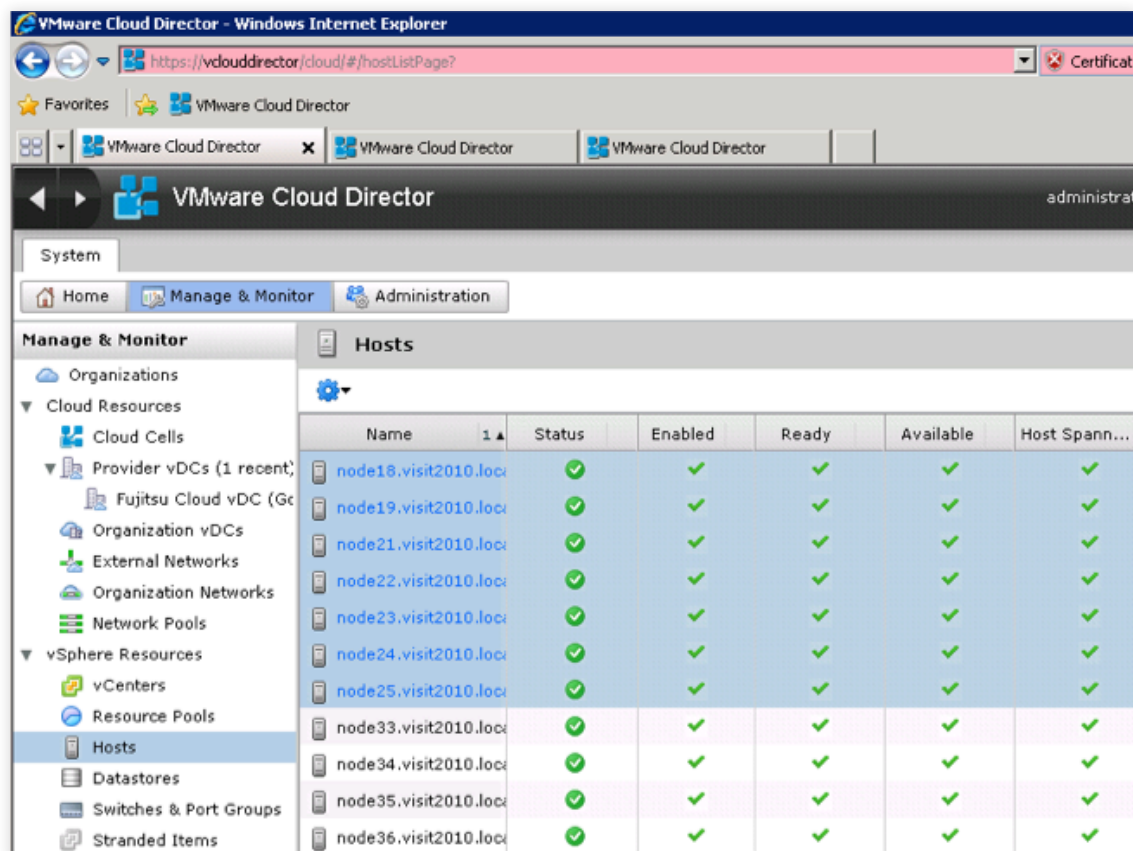 VMware Cloud Director - Windows Internet Explorer
https://vclouddirector/cloud/#/hostListPage?
Certificat
Favorites VMware Cloud Director
VMware Cloud Director VMware Cloud Director VMware Cloud Director
VMware Cloud Director
administrat
System
Home Manage & Monitor Administration
Manage & Monitor
Organizations
Cloud Resources
Cloud Cells
Provider vDCs (1 recent)
Fujitsu Cloud vDC (Go
Organization vDCs
External Networks
Organization Networks
Network Pools
vSphere Resources
vCenters
Resource Pools
Hosts
Datastores
Switches & Port Groups
Stranded Items
Hosts
Name 1 Status Enabled Ready Available Host Spann...
node18.visit2010.loca
node19.visit2010.loca
node21.visit2010.loca
node22.visit2010.loca
node23.visit2010.loca
node24.visit2010.loca
node25.visit2010.loca
node33.visit2010.loca
node34.visit2010.loca
node35.visit2010.loca
node36.visit2010.loca